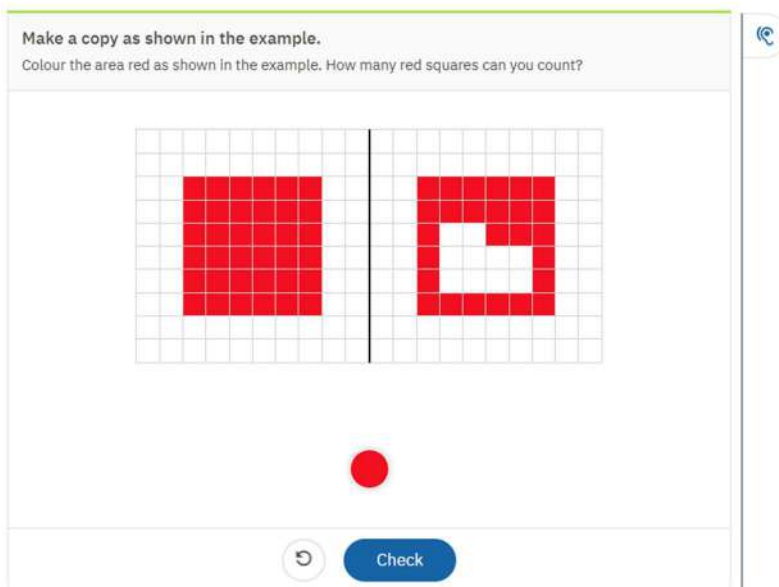 Make a copy as shown in the example.
Colour the area red as shown in the example. How many red squares can you count?
Check